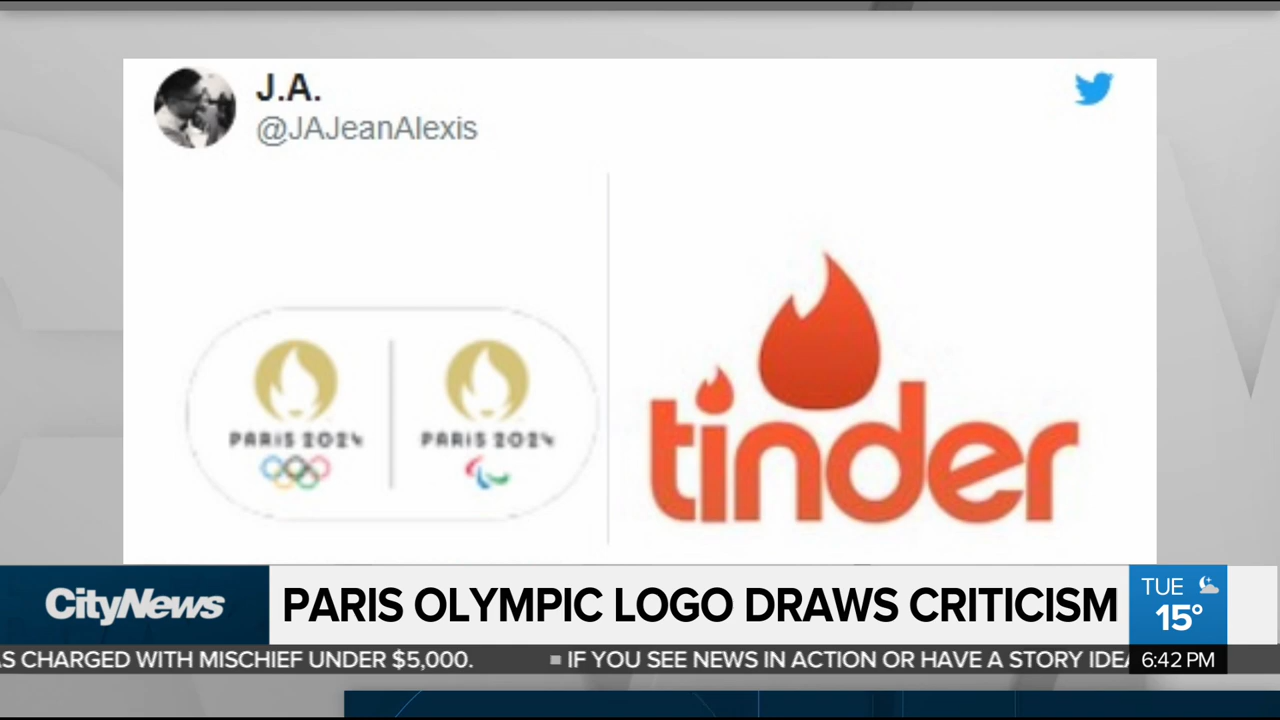 J.A.
@JAJeanAlexis
PARIS 2024
PARIS 2024
tinder
CityNews
PARIS OLYMPIC LOGO DRAWS CRITICISM
TUE
15°
S CHARGED WITH MISCHIEF UNDER $5,000.
IF YOU SEE NEWS IN ACTION OR HAVE A STORY IDEA
6:42 PM